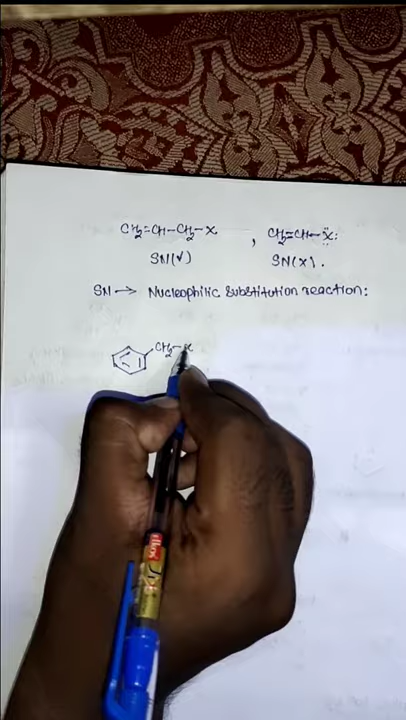 CH2=CH-CH2-X , CH2=CH-Ẍ:
SN(✓) SN(x).
SN → Nucleophilic Substitution reaction:
CH2-X